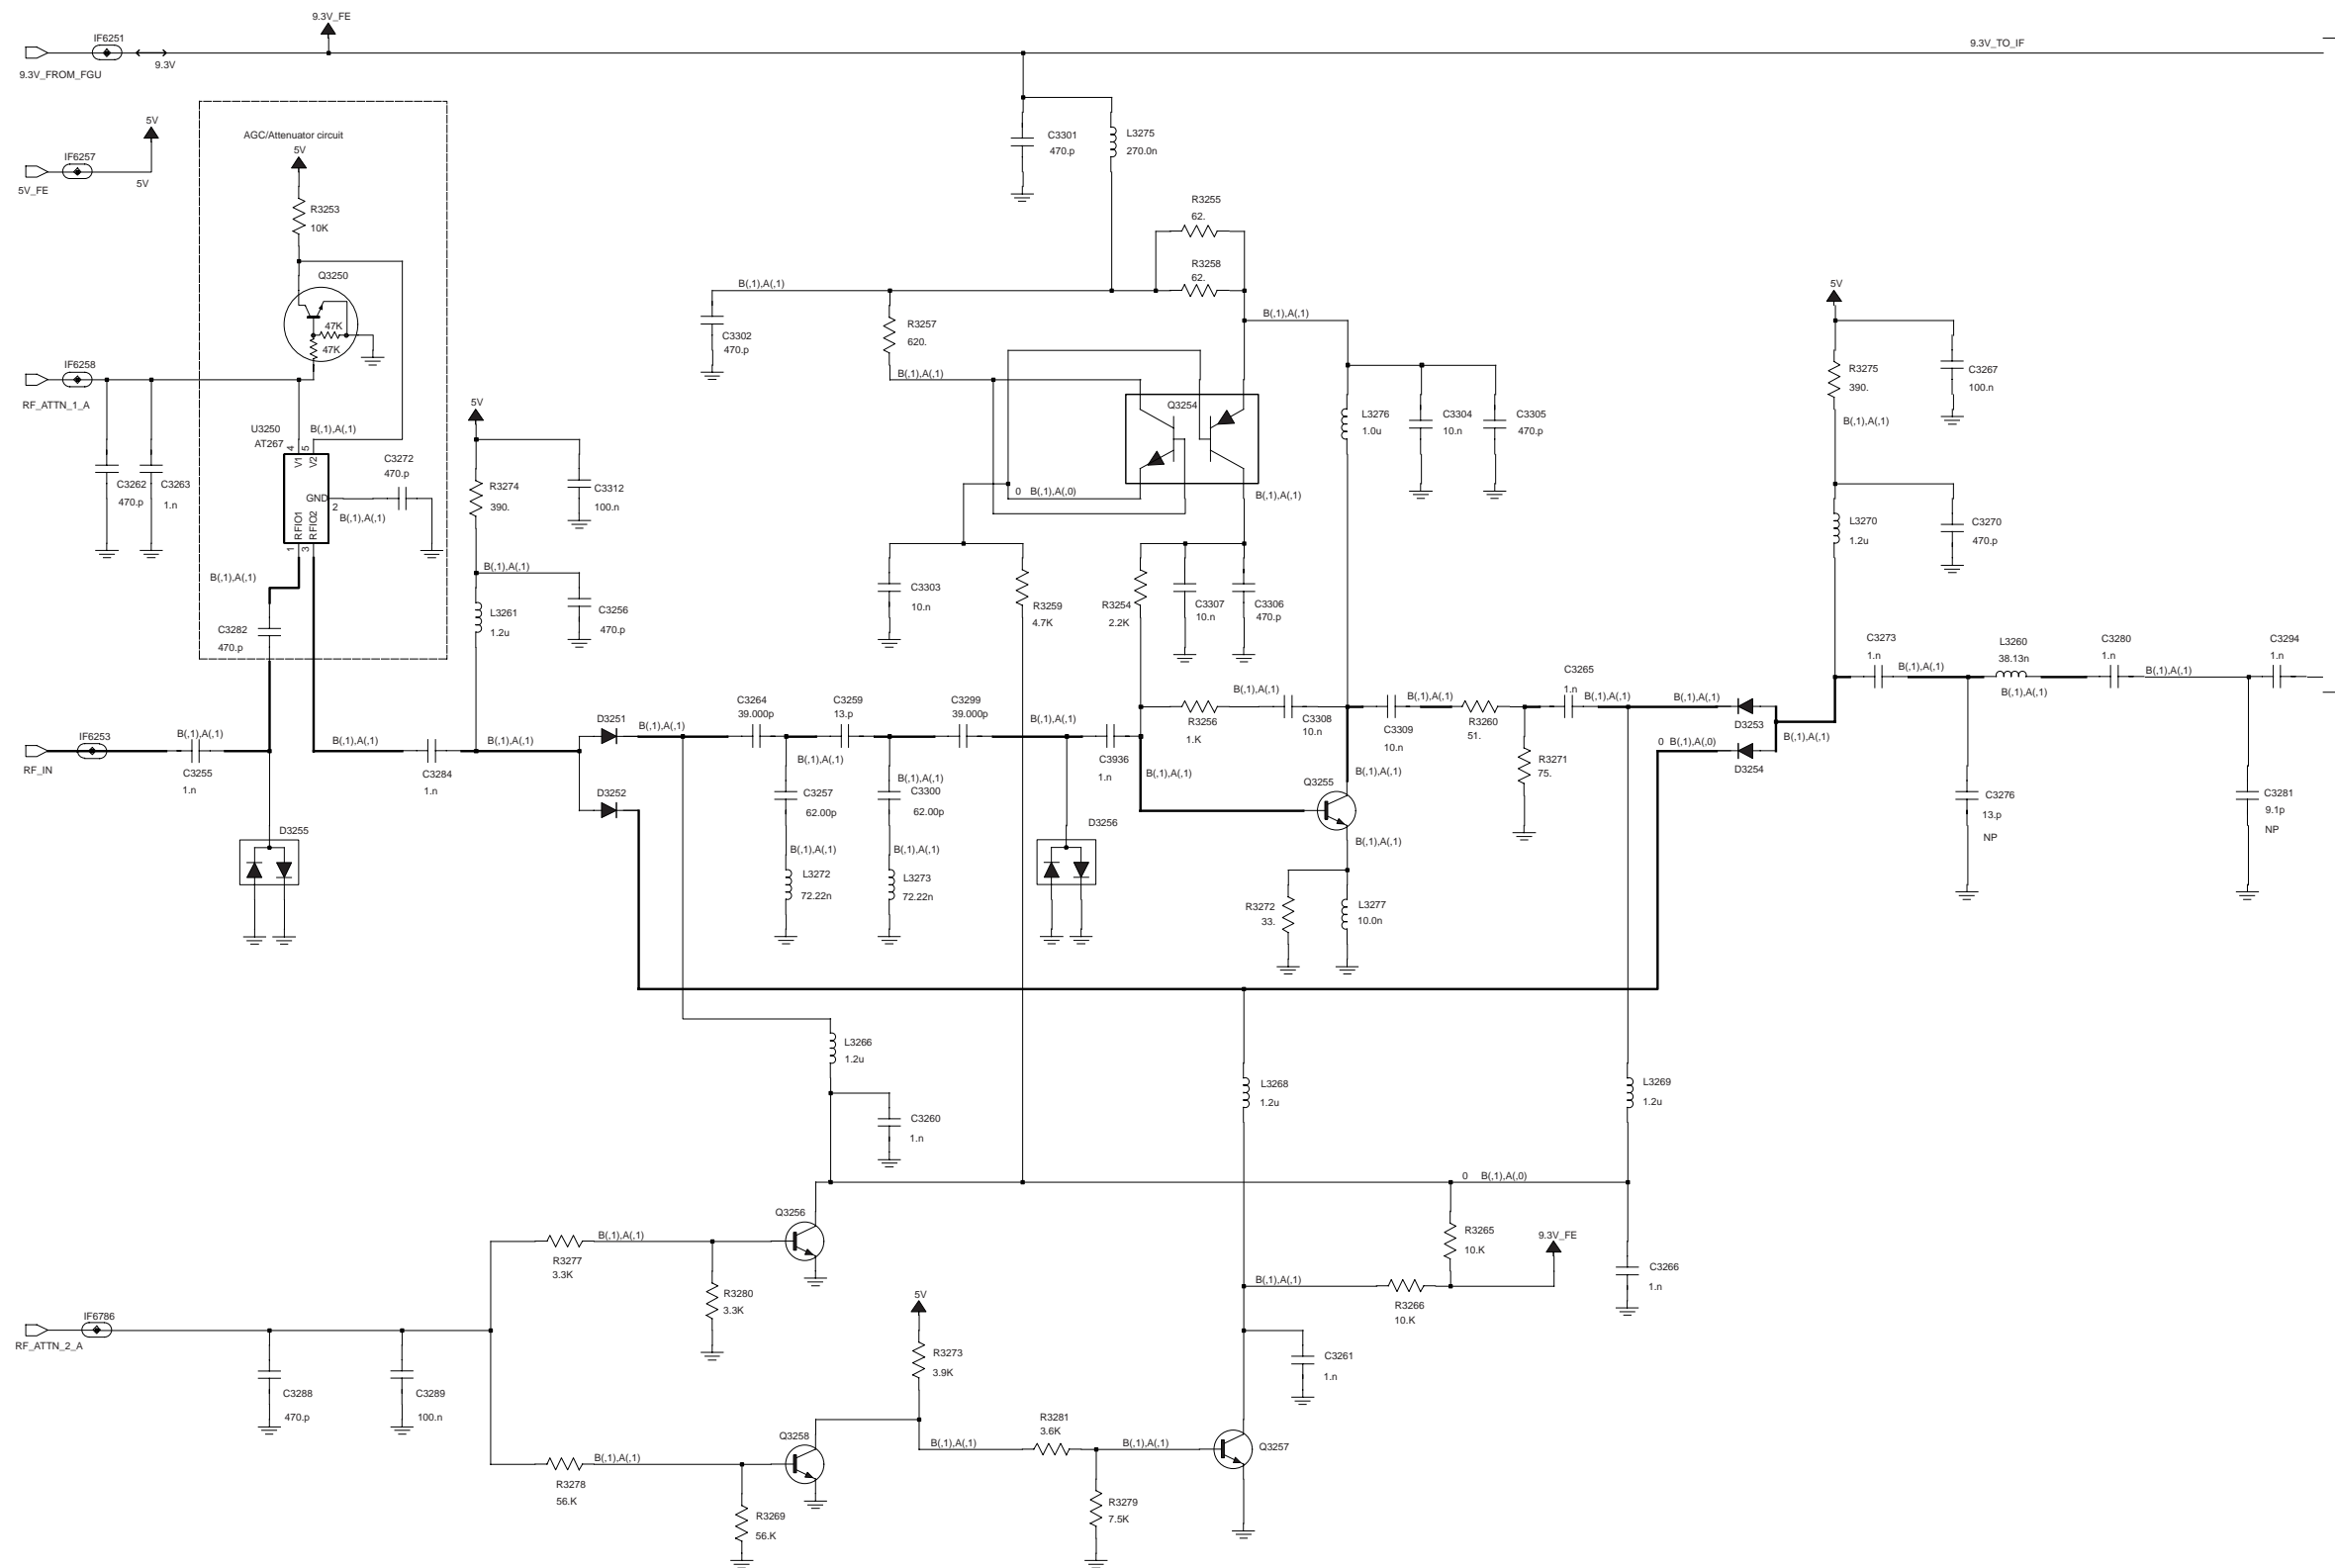 9.3V_FE
IF6251
9.3V
9.3V_FROM_FGU
9.3V_TO_IF
5V
IF6257
5V
5V_FE
AGC/Attenuator circuit
5V
R3253
10K
Q3250
47K
47K
IF6258
RF_ATTN_1_A
U3250
AT267
B(,1),A(,1)
4
5
V1
V2
GND
2
B(,1),A(,1)
RFIO1
RFIO2
1
3
C3272
470.p
C3262
470.p
C3263
1.n
B(,1),A(,1)
C3282
470.p
IF6253
RF_IN
B(,1),A(,1)
C3255
1.n
D3255
B(,1),A(,1)
C3284
1.n
B(,1),A(,1)
5V
R3274
390.
C3312
100.n
B(,1),A(,1)
L3261
1.2u
C3256
470.p
D3251
D3252
B(,1),A(,1)
C3264
39.000p
C3259
13.p
C3299
39.000p
B(,1),A(,1)
B(,1),A(,1)
C3257
62.00p
B(,1),A(,1)
C3300
62.00p
B(,1),A(,1)
L3272
72.22n
B(,1),A(,1)
L3273
72.22n
D3256
C3936
1.n
B(,1),A(,1)
C3301
470.p
L3275
270.0n
R3255
62.
R3258
62.
B(,1),A(,1)
C3302
470.p
R3257
620.
B(,1),A(,1)
B(,1),A(,1)
Q3254
0 B(,1),A(,0)
B(,1),A(,1)
L3276
1.0u
C3304
10.n
C3305
470.p
C3303
10.n
R3259
4.7K
R3254
2.2K
C3307
10.n
C3306
470.p
R3256
1.K
B(,1),A(,1)
C3308
10.n
C3309
10.n
B(,1),A(,1)
R3260
51.
C3265
1.n
B(,1),A(,1)
R3271
75.
Q3255
B(,1),A(,1)
B(,1),A(,1)
R3272
33.
L3277
10.0n
B(,1),A(,1)
D3253
0 B(,1),A(,0)
D3254
B(,1),A(,1)
5V
R3275
390.
C3267
100.n
B(,1),A(,1)
L3270
1.2u
C3270
470.p
C3273
1.n
B(,1),A(,1)
L3260
38.13n
B(,1),A(,1)
C3280
1.n
B(,1),A(,1)
C3294
1.n
C3276
13.p
NP
C3281
9.1p
NP
L3266
1.2u
C3260
1.n
L3268
1.2u
L3269
1.2u
0 B(,1),A(,0)
R3265
10.K
9.3V_FE
B(,1),A(,1)
R3266
10.K
C3266
1.n
Q3256
B(,1),A(,1)
R3277
3.3K
R3280
3.3K
IF6786
RF_ATTN_2_A
C3288
470.p
C3289
100.n
5V
R3273
3.9K
C3261
1.n
Q3258
B(,1),A(,1)
R3278
56.K
R3269
56.K
B(,1),A(,1)
R3281
3.6K
B(,1),A(,1)
Q3257
R3279
7.5K